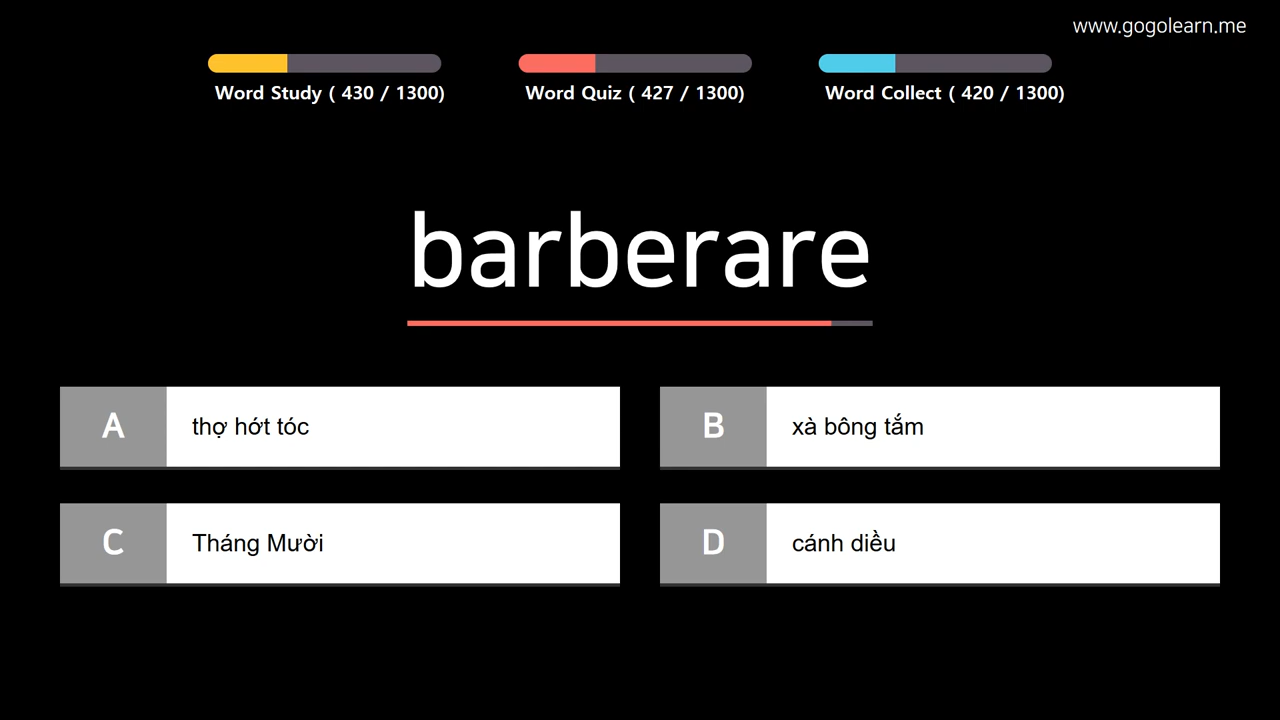 www.gogolearn.me
Word Study ( 430 / 1300)
Word Quiz ( 427 / 1300)
Word Collect ( 420 / 1300)
barberare
A
thợ hớt tóc
B
xà bông tắm
C
Tháng Mười
D
cánh diều